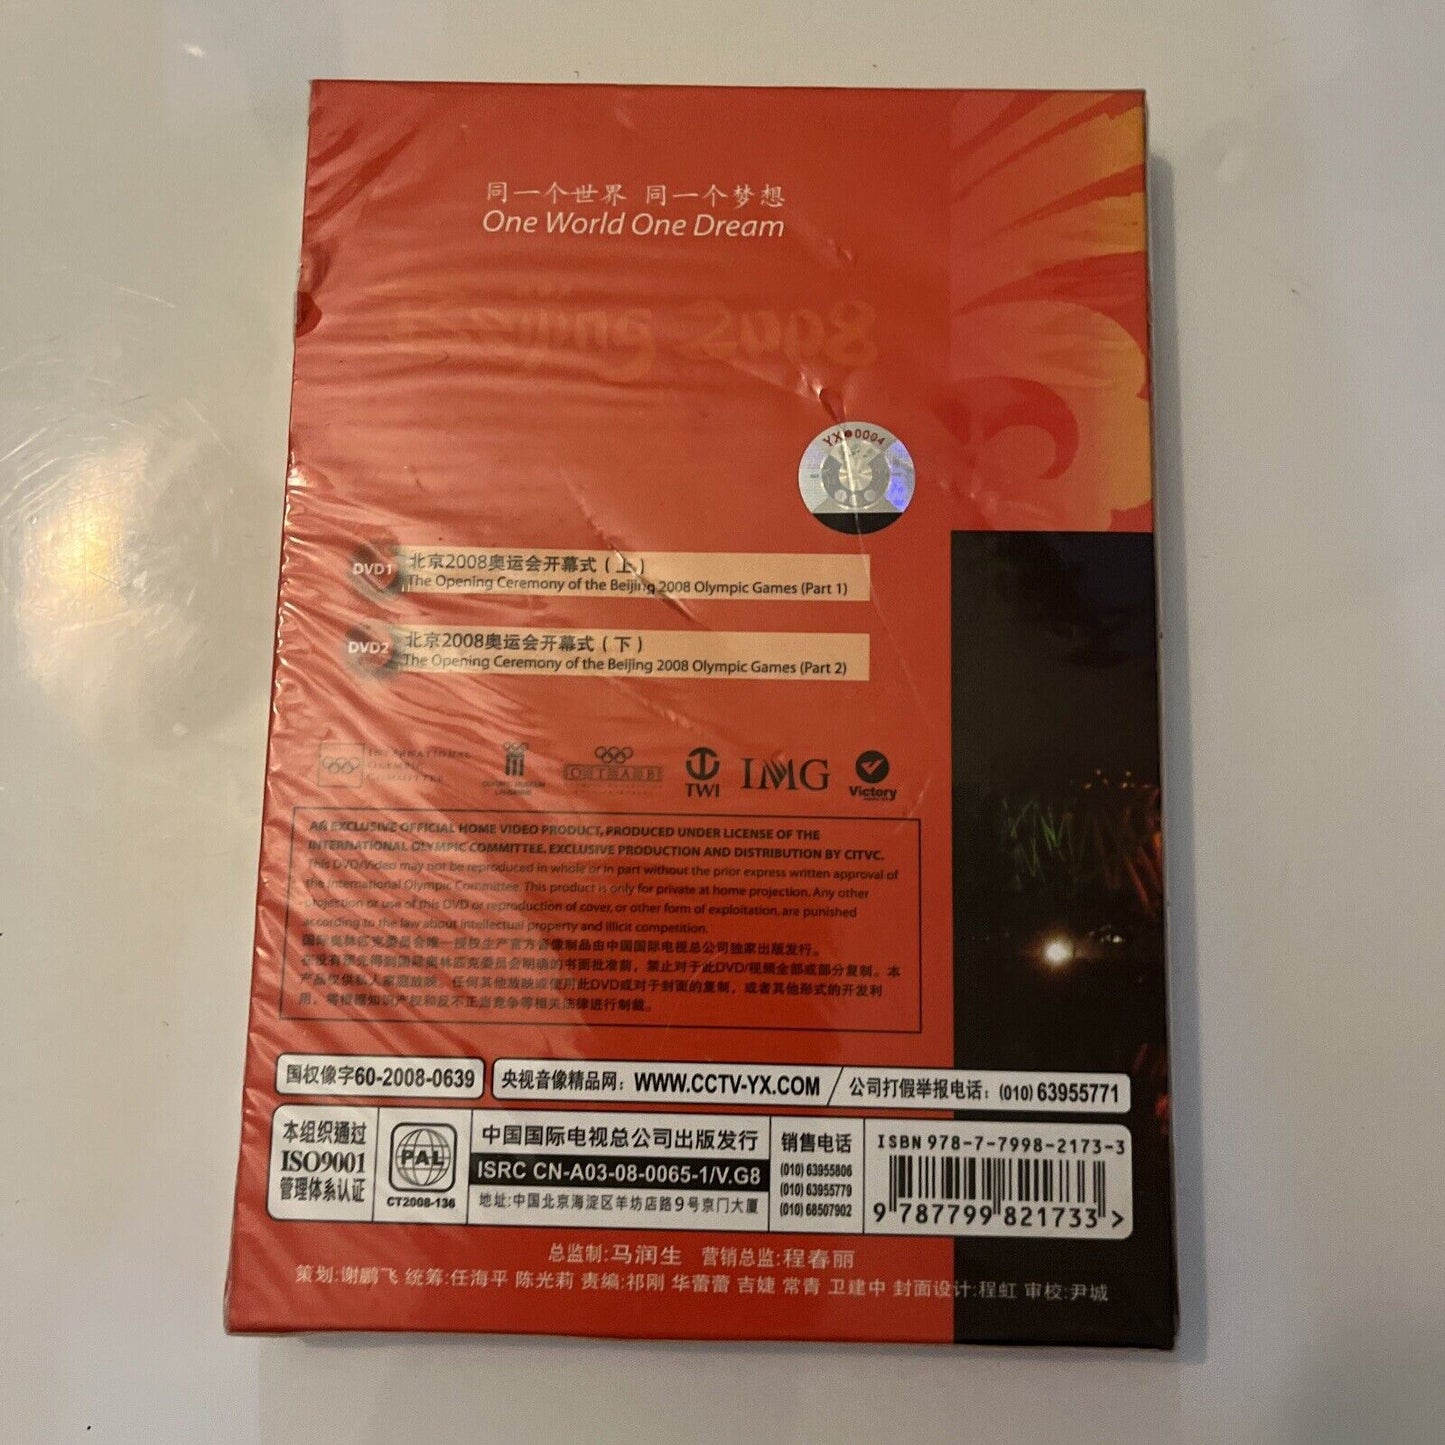 同一个世界 同一个梦想
One World One Dream
YX 0004
DVD1
北京2008奥运会开幕式（上）
The Opening Ceremony of the Beijing 2008 Olympic Games (Part 1)
DVD2
北京2008奥运会开幕式（下）
The Opening Ceremony of the Beijing 2008 Olympic Games (Part 2)
INTERNATIONAL
OLYMPIC
COMMITTEE
OLYMPIC MUSEUM
LAUSANNE
OTAB
TWI
IMG
Victory
AN EXCLUSIVE OFFICIAL HOME VIDEO PRODUCT, PRODUCED UNDER LICENSE OF THE
INTERNATIONAL OLYMPIC COMMITTEE. EXCLUSIVE PRODUCTION AND DISTRIBUTION BY CITVC.
This DVD/Video may not be reproduced in whole or in part without the prior express written approval of
the International Olympic Committee. This product is only for private at home projection. Any other
projection or use of this DVD or reproduction of cover, or other form of exploitation, are punished
according to the law about intellectual property and illicit competition.
国际奥林匹克委员会唯一授权生产官方音像制品由中国国际电视总公司独家出版发行。
在没有预先得到国际奥林匹克委员会明确的书面批准前，禁止对于此DVD/视频全部或部分复制。本
产品仅供私人家庭放映。任何其他放映或使用此DVD或对于封面的复制，或者其他形式的开发利
用，将根据知识产权和反不正当竞争等相关法律进行制裁。
国权像字60-2008-0639
央视音像精品网：WWW.CCTV-YX.COM
公司打假举报电话：(010) 63955771
本组织通过
ISO9001
管理体系认证
PAL
CT2008-136
中国国际电视总公司出版发行
ISRC CN-A03-08-0065-1/V.G8
地址:中国北京海淀区羊坊店路9号京门大厦
销售电话
(010) 63955806
(010) 63955779
(010) 68507902
ISBN 978-7-7998-2173-3
9 787799 821733 >
总监制:马润生 营销总监:程春丽
策划:谢鹏飞 统筹:任海平 陈光莉 责编:祁刚 华蕾蕾 吉婕 常青 卫建中 封面设计:程虹 审校:尹城